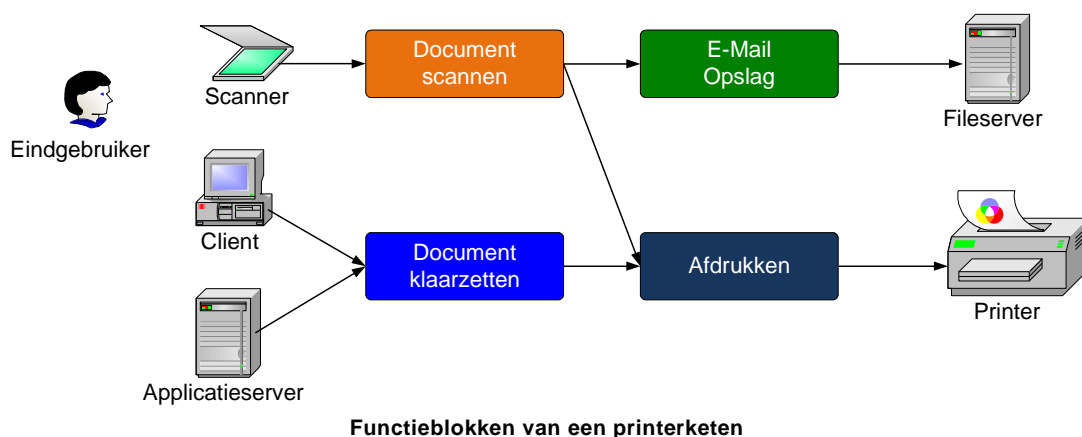 Document
scannen
E-Mail
Opslag
Scanner
Fileserver
Eindgebruiker
Client
Document
klaarzetten
Afdrukken
Printer
Applicatieserver
Functieblokken van een printerketen